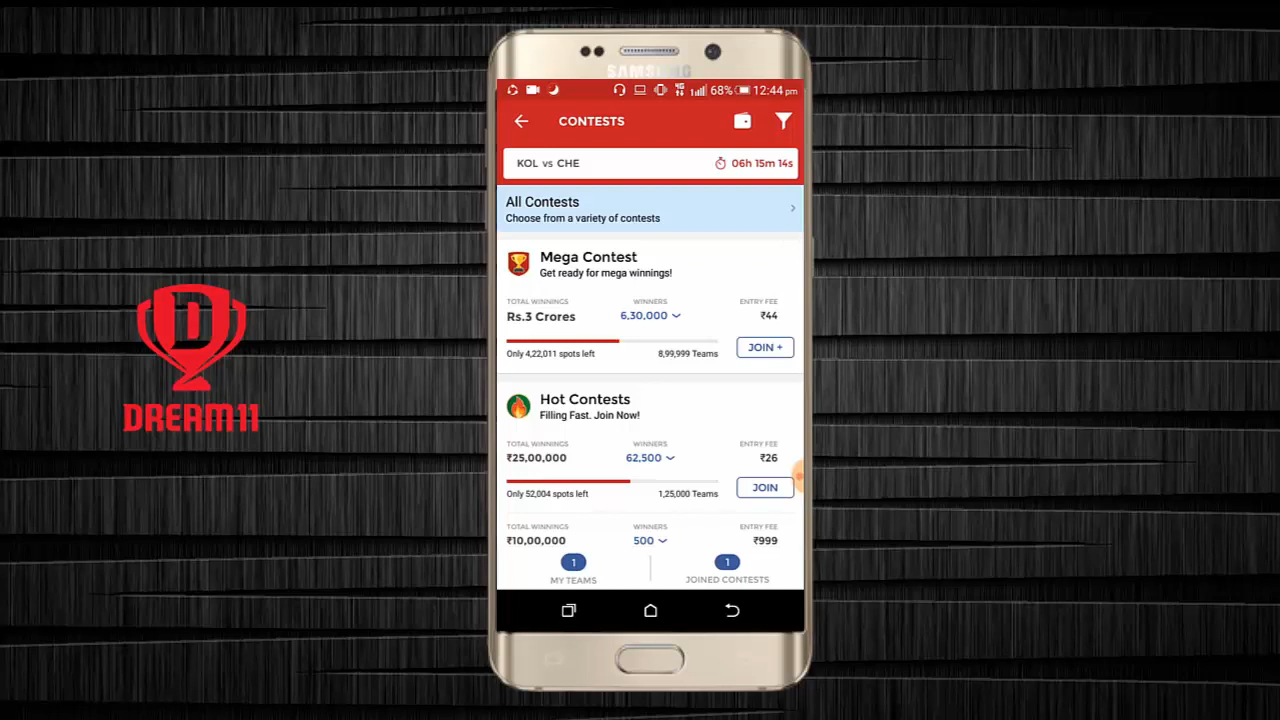 SAMSUNG
4G 68% 12:44 pm
CONTESTS
KOL vs CHE 06h 15m 14s
All Contests
Choose from a variety of contests
Mega Contest
Get ready for mega winnings!
TOTAL WINNINGS WINNERS ENTRY FEE
Rs.3 Crores 6,30,000 ₹44
Only 4,22,011 spots left 8,99,999 Teams JOIN +
Hot Contests
Filling Fast. Join Now!
TOTAL WINNINGS WINNERS ENTRY FEE
₹25,00,000 62,500 ₹26
Only 52,004 spots left 1,25,000 Teams JOIN
TOTAL WINNINGS WINNERS ENTRY FEE
₹10,00,000 500 ₹999
1 1
MY TEAMS JOINED CONTESTS
D
DREAM11